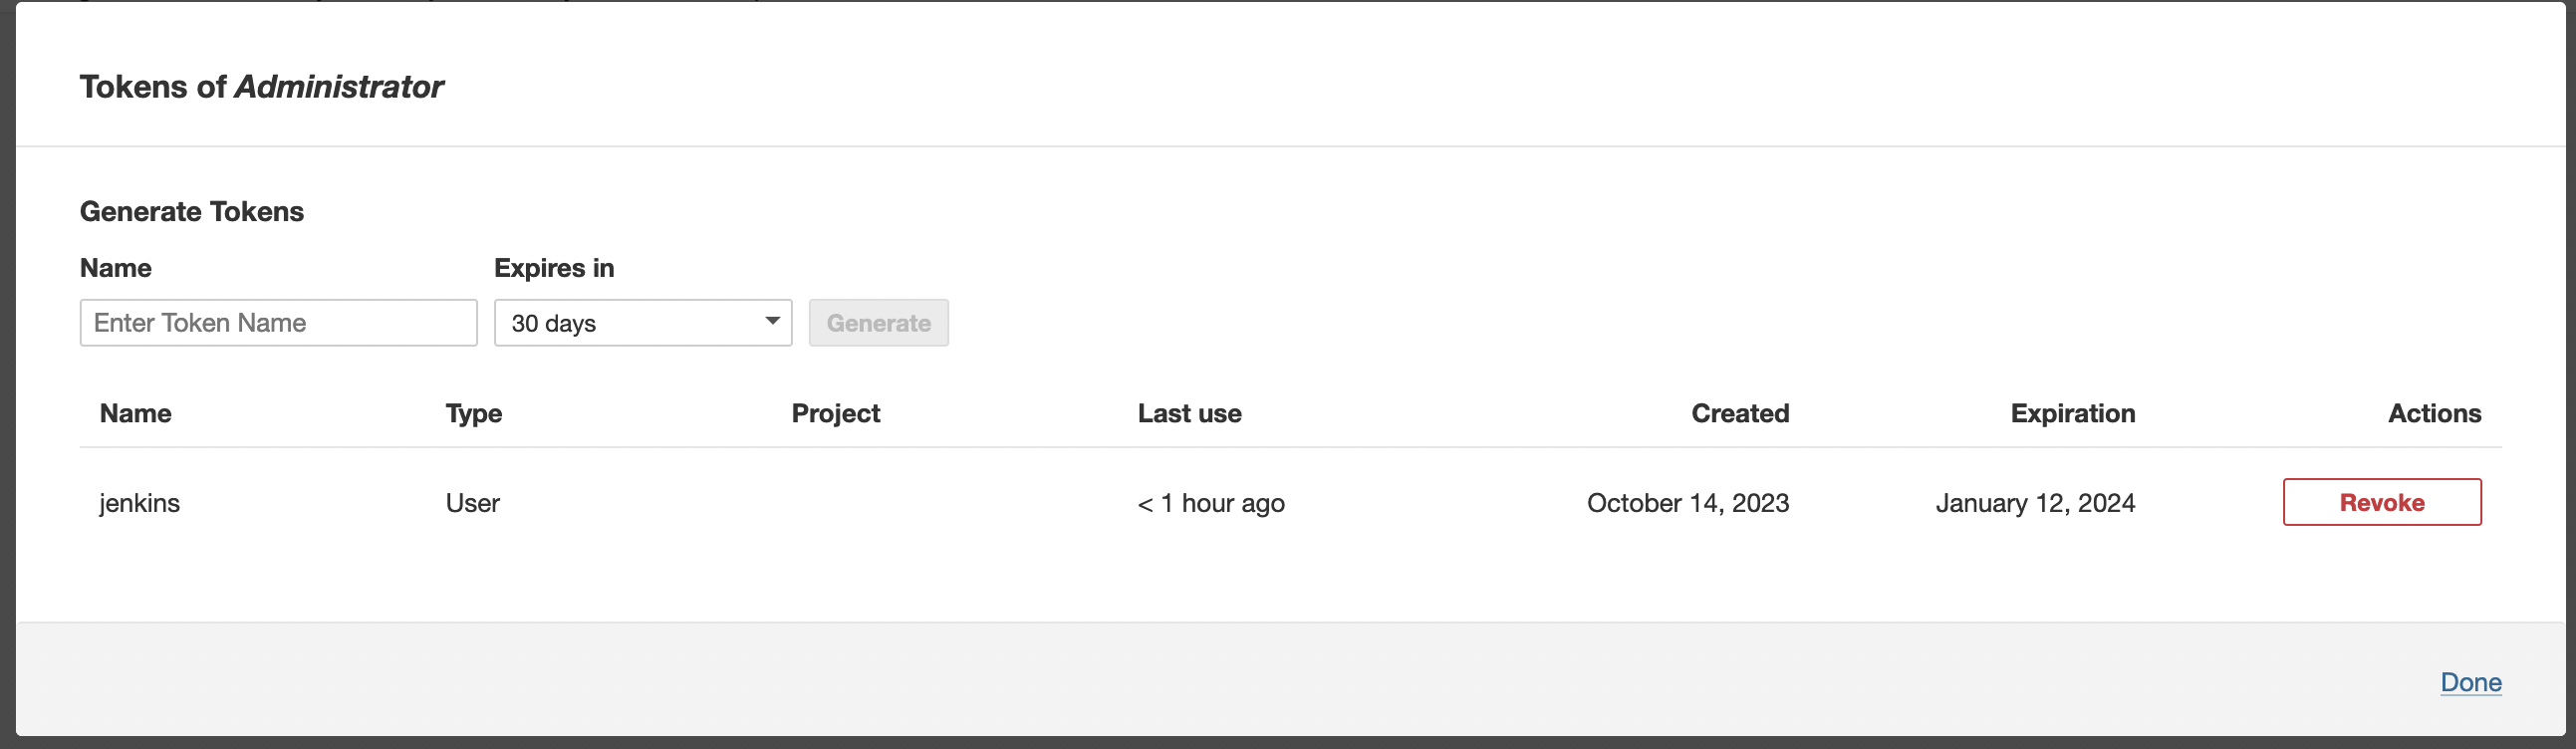 Tokens of Administrator
Generate Tokens
Name Expires in
Enter Token Name 30 days Generate
Name Type Project Last use Created Expiration Actions
jenkins User < 1 hour ago October 14, 2023 January 12, 2024 Revoke
Done